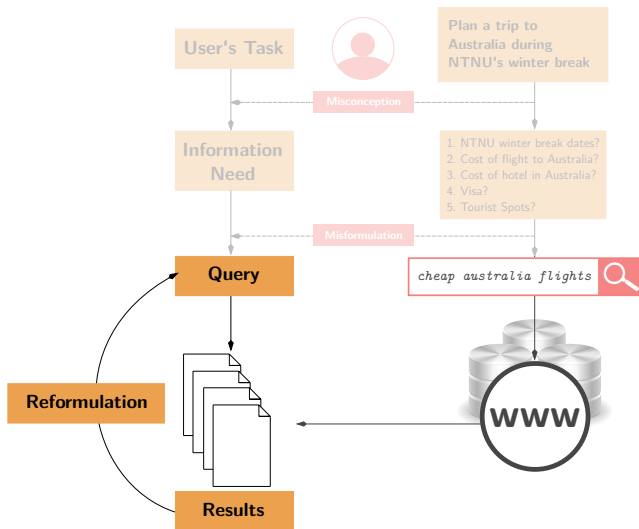 User's Task
Plan a trip to
Australia during
NTNU's winter break
Misconception
Information
Need
1. NTNU winter break dates?
2. Cost of flight to Australia?
3. Cost of hotel in Australia?
4. Visa?
5. Tourist Spots?
Misformulation
Query
cheap australia flights
Reformulation
www
Results